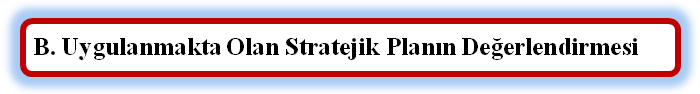 B. Uygulanmakta Olan Stratejik Planın Değerlendirmesi